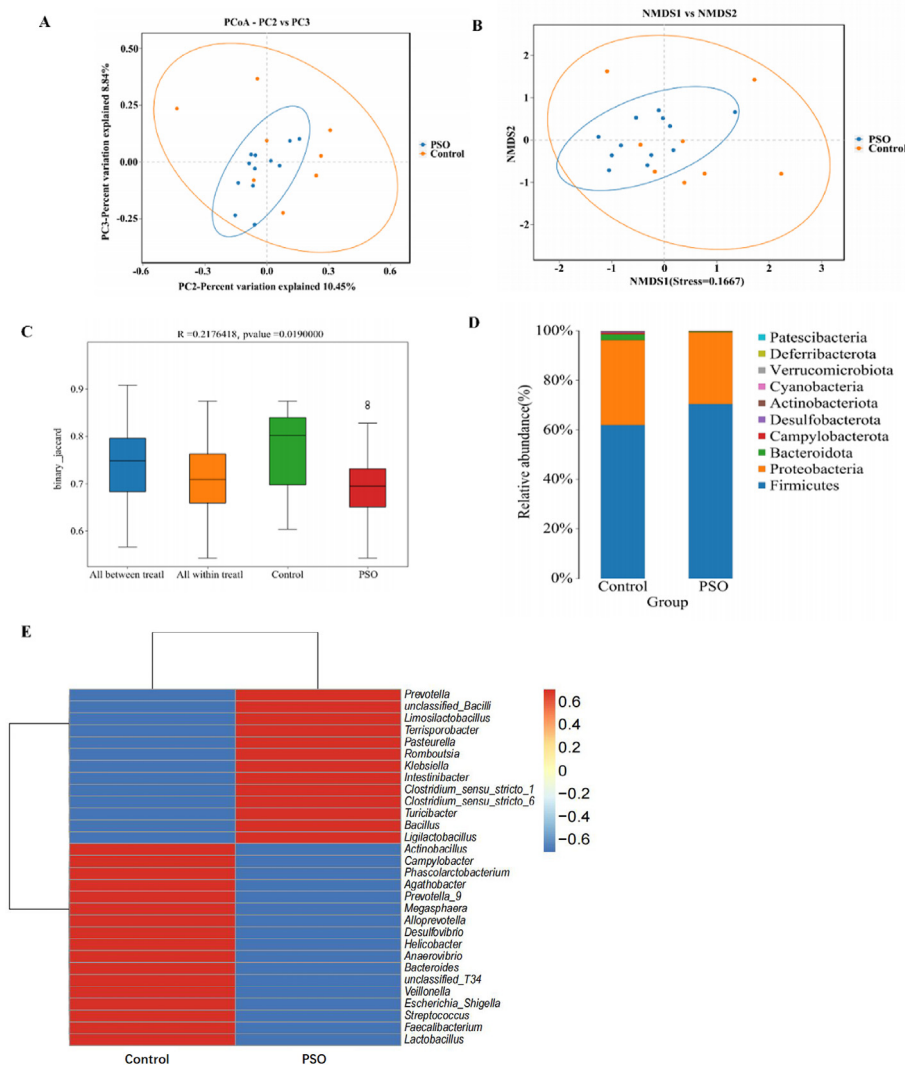 A
PCoA - PC2 vs PC3
PC3-Percent variation explained 8.84%
0.50
0.25
0.00
-0.25
-0.6
-0.3
0.0
0.3
0.6
PC2-Percent variation explained 10.45%
PSO
Control
B
NMDS1 vs NMDS2
NMDS2
2
1
0
-1
-2
-2
-1
0
1
2
3
NMDS1(Stress=0.1667)
PSO
Control
C
R =0.2176418, pvalue =0.0190000
binary_jaccard
0.9
0.8
0.7
0.6
All between treatl
All within treatl
Control
PSO
D
Relative abundance(%)
100%
80%
60%
40%
20%
0%
Control
PSO
Group
Patescibacteria
Deferribacterota
Verrucomicrobiota
Cyanobacteria
Actinobacteriota
Desulfobacterota
Campylobacterota
Bacteroidota
Proteobacteria
Firmicutes
E
Prevotella
unclassified_Bacilli
Limosilactobacillus
Terrisporobacter
Pasteurella
Romboutsia
Klebsiella
Intestinibacter
Clostridium_sensu_stricto_1
Clostridium_sensu_stricto_6
Turicibacter
Bacillus
Ligilactobacillus
Actinobacillus
Campylobacter
Phascolarctobacterium
Agathobacter
Prevotella_9
Megasphaera
Alloprevotella
Desulfovibrio
Helicobacter
Anaerovibrio
Bacteroides
unclassified_T34
Veillonella
Escherichia_Shigella
Streptococcus
Faecalibacterium
Lactobacillus
0.6
0.4
0.2
0
−0.2
−0.4
−0.6
Control
PSO